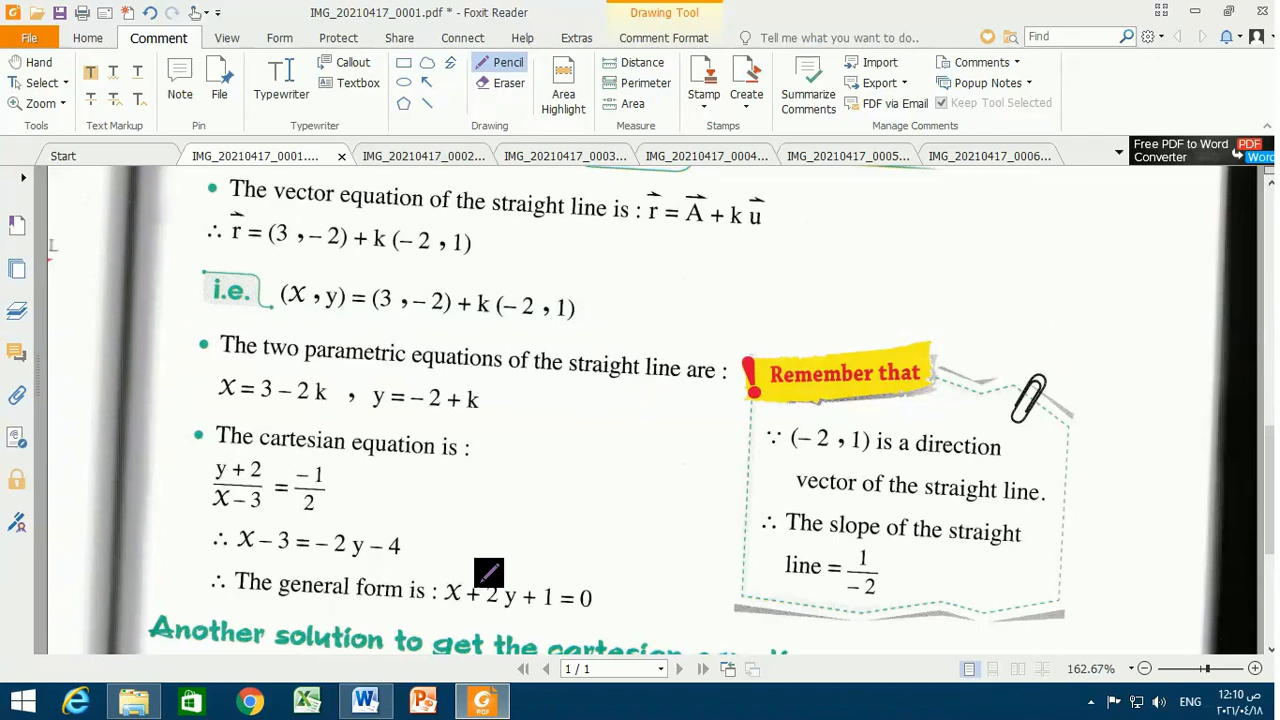 IMG_20210417_0001.pdf * - Foxit Reader
Drawing Tool
File Home Comment View Form Protect Share Connect Help Extras Comment Format Tell me what you want to do... Find
Hand
Select
Zoom
Tools
Text Markup
Note
File
Pin
Typewriter
Callout
Textbox
Typewriter
Pencil
Eraser
Drawing
Area Highlight
Distance
Perimeter
Area
Measure
Stamp
Create
Stamps
Summarize Comments
Import
Export
FDF via Email
Comments
Popup Notes
Keep Tool Selected
Manage Comments
Start IMG_20210417_0001.... IMG_20210417_0002... IMG_20210417_0003... IMG_20210417_0004... IMG_20210417_0005... IMG_20210417_0006...
Free PDF to Word Converter
PDF
Word
• The vector equation of the straight line is : r⃗ = A⃗ + k u⃗
∴ r⃗ = (3 , – 2) + k (– 2 , 1)
i.e. (X , y) = (3 , – 2) + k (– 2 , 1)
• The two parametric equations of the straight line are :
X = 3 – 2 k , y = – 2 + k
• The cartesian equation is :
(y + 2)/(X – 3) = –1/2
∴ X – 3 = – 2 y – 4
∴ The general form is : X + 2 y + 1 = 0
! Remember that
∵ (– 2 , 1) is a direction
vector of the straight line.
∴ The slope of the straight
line = 1/–2
Another solution to get the cartesian
1 / 1
162.67%
ENG
12:10 ص
٢٠٢١/٠٤/١٨